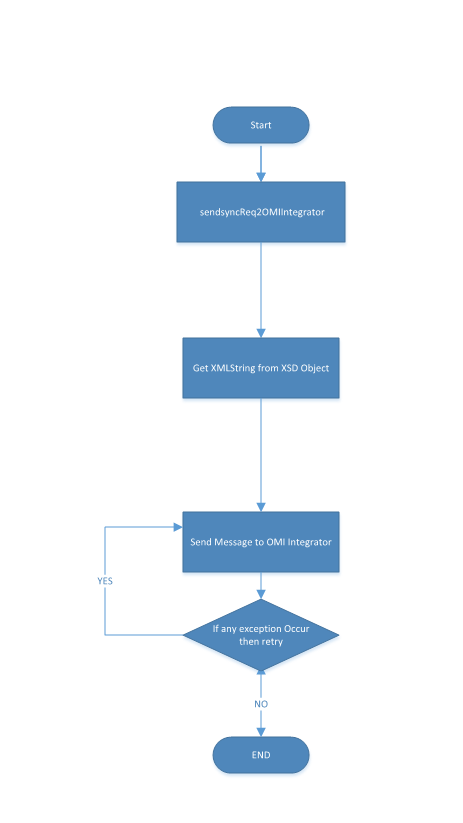 Start
sendsyncReq2OMIIntegrator
Get XMLString from XSD Object
Send Message to OMI Integrator
YES
If any exception Occur
then retry
NO
END